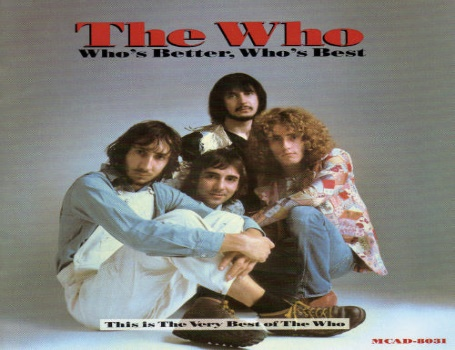 The Who
Who's Better, Who's Best
This is The Very Best of The Who
MCAD-8031